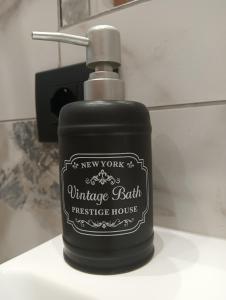 NEW YORK
Vintage Bath
PRESTIGE HOUSE